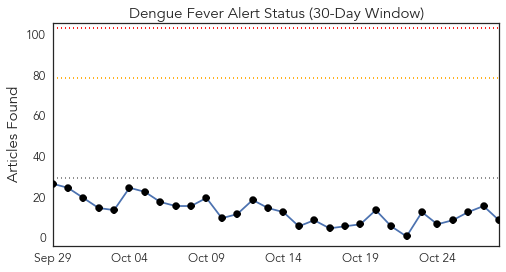 Dengue Fever Alert Status (30-Day Window)
100
80
60
40
20
0
Articles Found
Sep 29 Oct 04 Oct 09 Oct 14 Oct 19 Oct 24